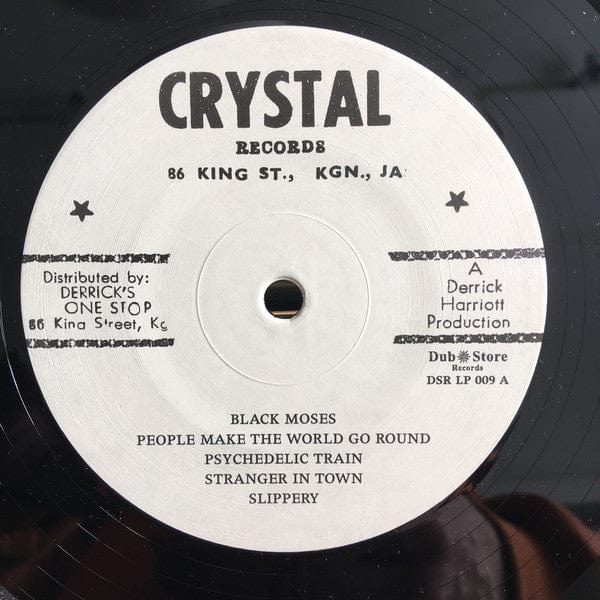 CRYSTAL
RECORDS
86 KING ST., KGN., JA
Distributed by:
DERRICK'S
ONE STOP
86 King Street, Kg
A
Derrick
Harriott
Production
Dub Store
Records
DSR LP 009 A
BLACK MOSES
PEOPLE MAKE THE WORLD GO ROUND
PSYCHEDELIC TRAIN
STRANGER IN TOWN
SLIPPERY